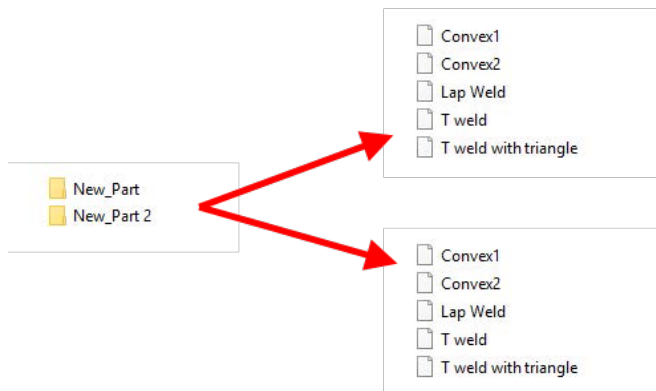 Convex1
Convex2
Lap Weld
T weld
T weld with triangle
New_Part
New_Part 2
Convex1
Convex2
Lap Weld
T weld
T weld with triangle